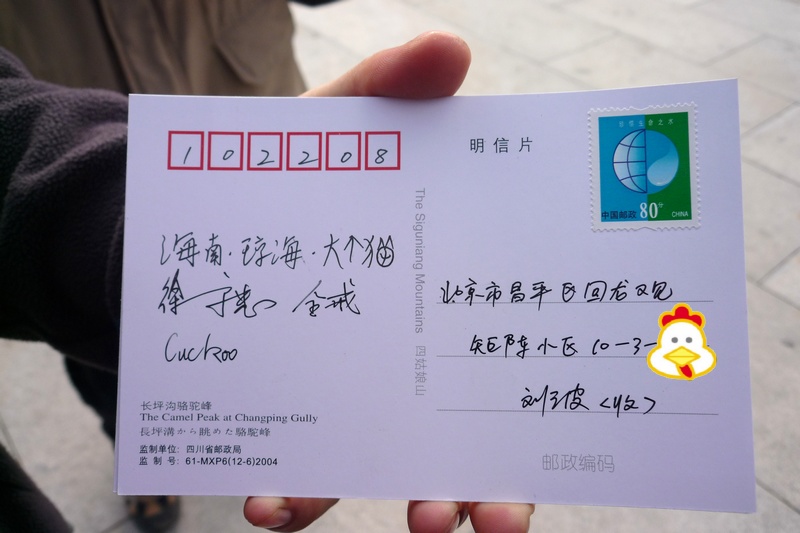 102208
明信片
中国邮政 80分 CHINA
海南·琼海·大个猫
徐 金戒
Cuckoo
The Siguniang Mountains 四姑娘山
北京市昌平区回龙观
矩阵小区 10-3-
刘 <收>
长坪沟骆驼峰
The Camel Peak at Changping Gully
長坪溝から眺めた駱駝峰
监制单位: 四川省邮政局
监 制 号: 61-MXP6(12-6)2004
邮政编码